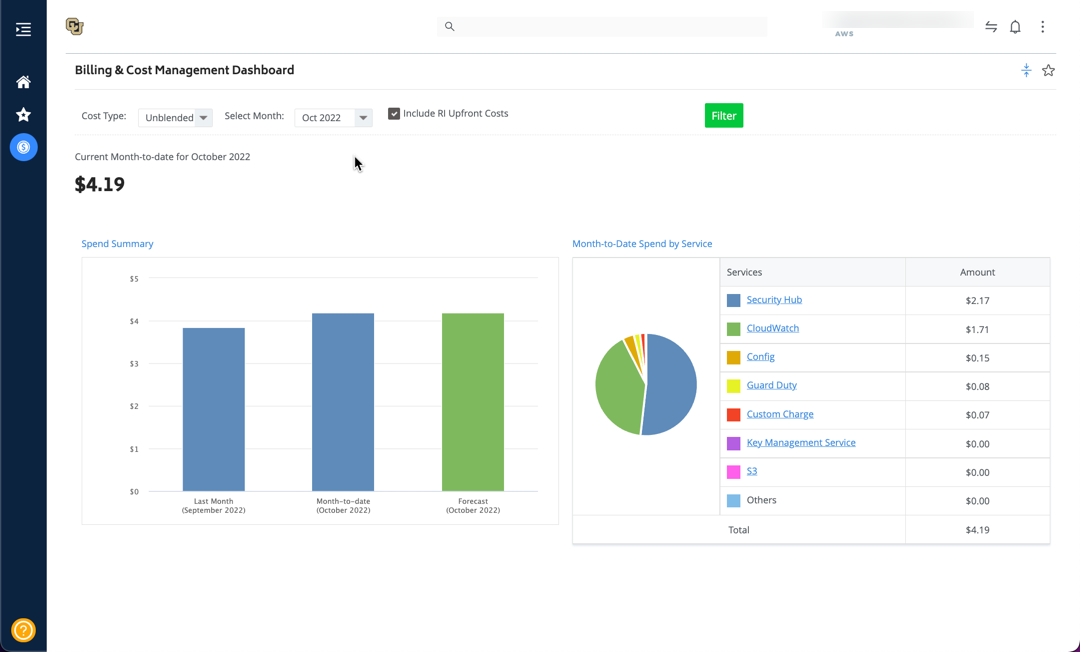 CU
AWS
Billing & Cost Management Dashboard
Cost Type: Unblended Select Month: Oct 2022 Include RI Upfront Costs Filter
Current Month-to-date for October 2022
$4.19
Spend Summary
$5
$4
$3
$2
$1
$0
Last Month
(September 2022)
Month-to-date
(October 2022)
Forecast
(October 2022)
Month-to-Date Spend by Service
Services Amount
Security Hub $2.17
CloudWatch $1.71
Config $0.15
Guard Duty $0.08
Custom Charge $0.07
Key Management Service $0.00
S3 $0.00
Others $0.00
Total $4.19
?